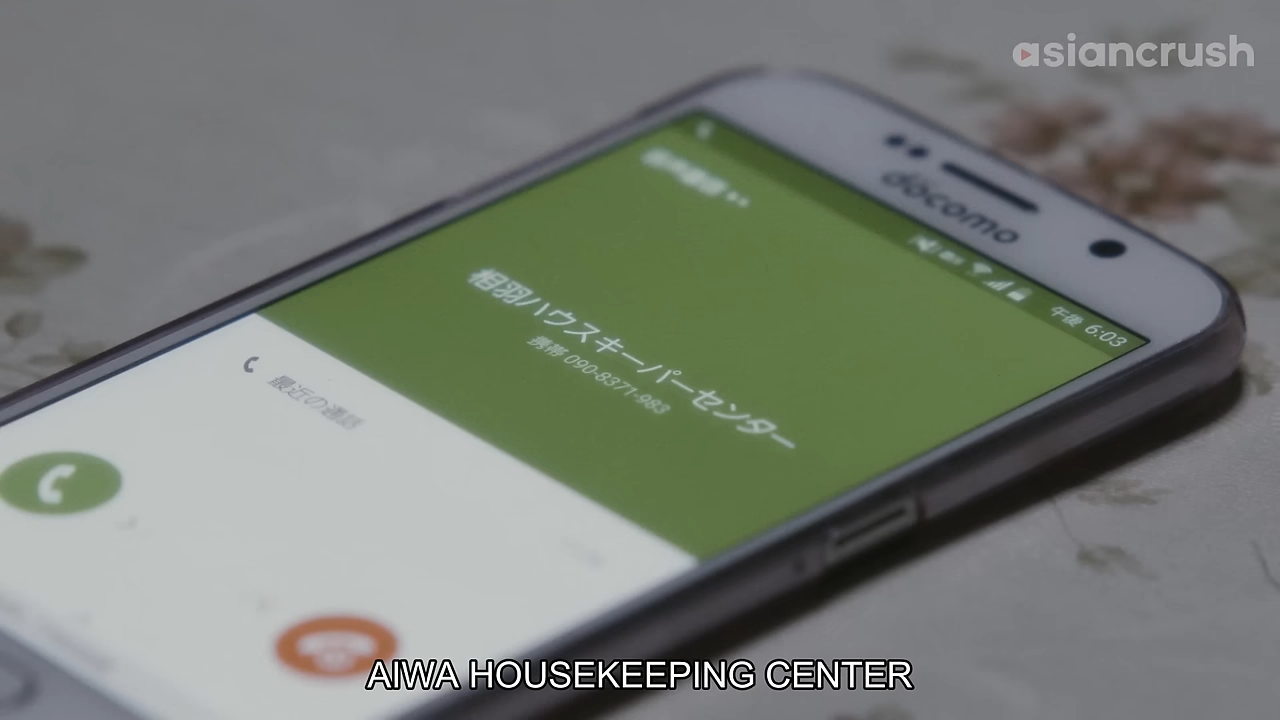 asiancrush
docomo
午後 6:03
相羽ハウスキーパーセンター
携帯 090-8371-983
最近の通話
AIWA HOUSEKEEPING CENTER